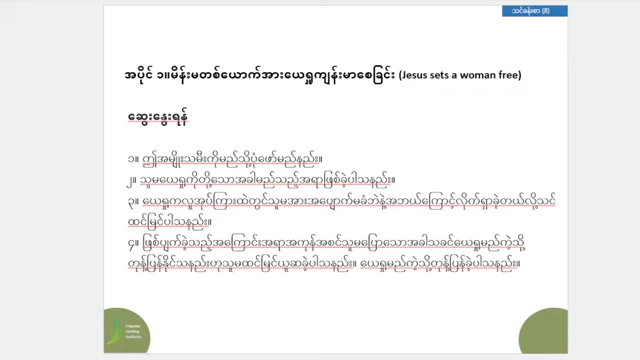 သင်ခန်းစာ (8)
အပိုင် ၁။မိန်းမတစ်ယောက်အားယေရှုကျန်းမာစေခြင်း (Jesus sets a woman free)
ဆွေးနွေးရန်
၁။ ဤအမျိုးသမီးကိုမည်သို့ပုံဖော်မည်နည်း။
၂။ သူမယေရှုကိုတို့သောအခါမည်သည့်အရာဖြစ်ခဲ့ပါသနည်း။
၃။ ယေရှုကလူအုပ်ကြားထဲတွင်သူမအားအပျောက်မခံဘဲနဲ့အဘယ်ကြောင့်လိုက်ရှာခဲ့တယ်လို့သင်
ထင်မြင်ပါသနည်း။
၄။ ဖြစ်ပျက်ခဲ့သည့်အကြောင်းအရာအကုန်အစင်သူမပြောသောအခါသခင်ယေရှုမည်ကဲ့သို့
တုန့်ပြန်နိုင်သနည်းဟုသူမထင်မြင်ယူဆခဲ့ပါသနည်း။ ယေရှုမည်ကဲ့သို့တုန့်ပြန်ခဲ့ပါသနည်း။
Trauma
Healing
Institute